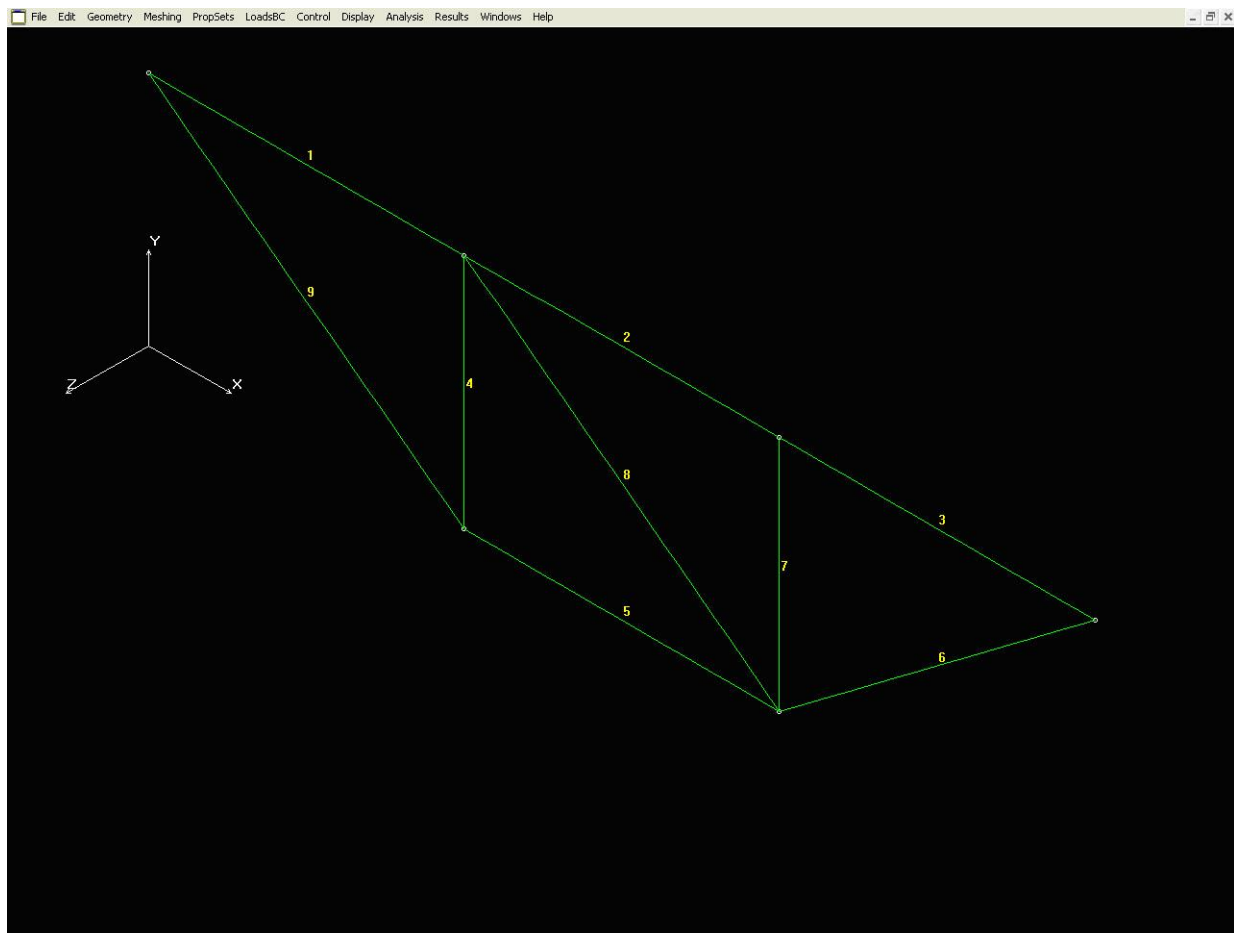 File Edit Geometry Meshing PropSets LoadsBC Control Display Analysis Results Windows Help
1
Y
9
2
Z
X
4
8
3
7
5
6